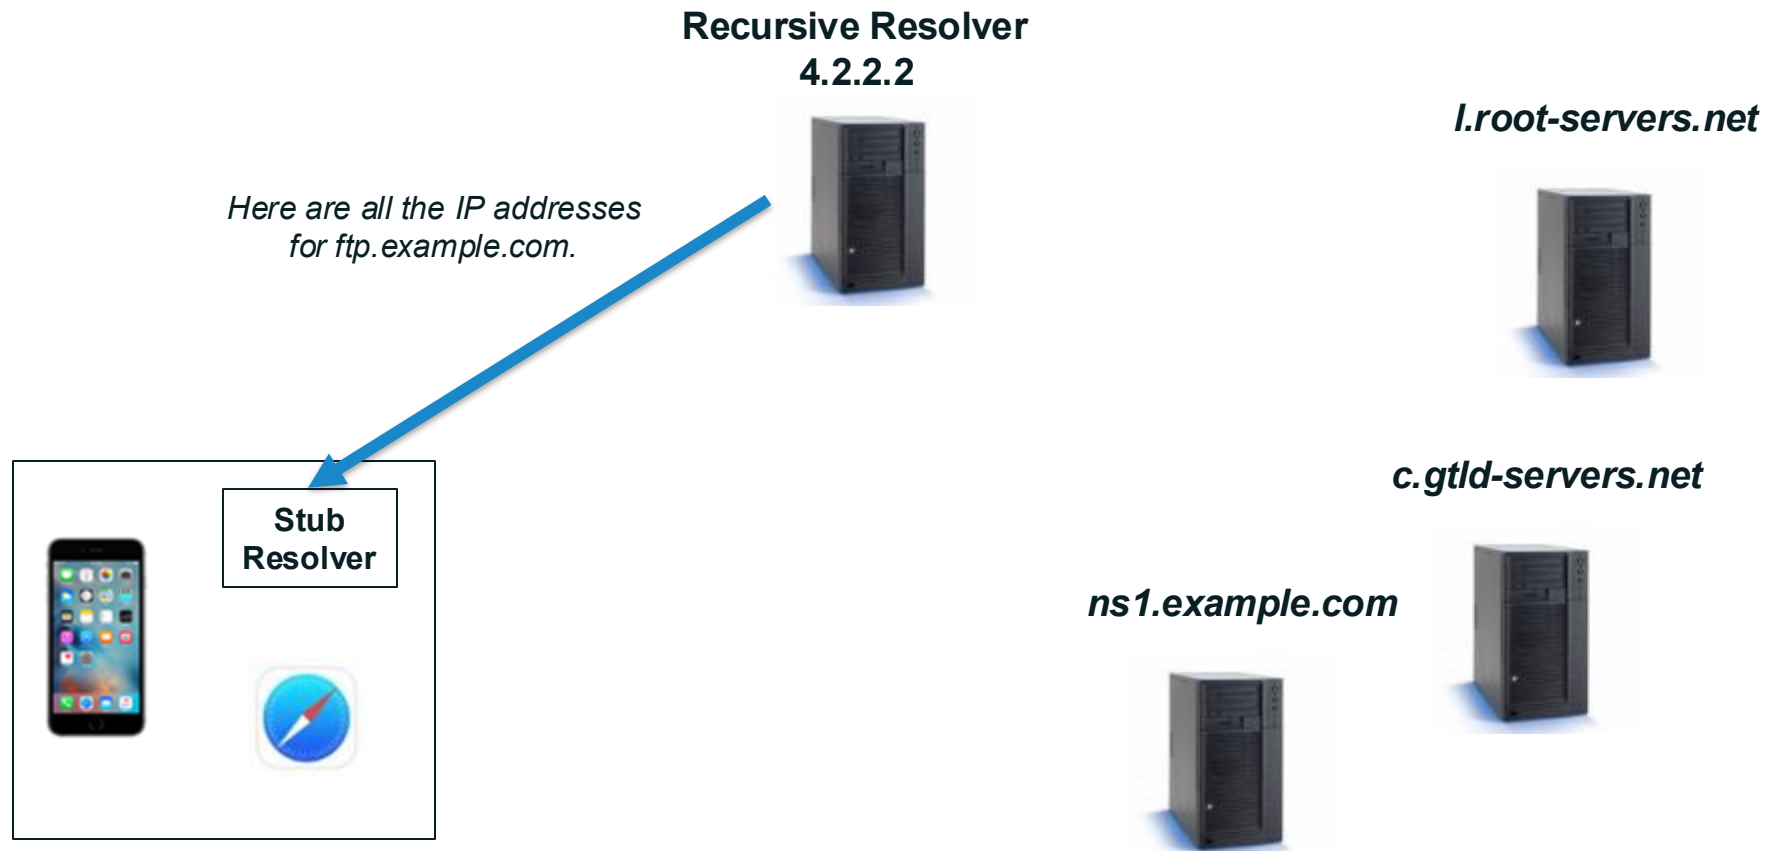 Recursive Resolver
4.2.2.2
l.root-servers.net
Here are all the IP addresses
for ftp.example.com.
c.gtld-servers.net
Stub
Resolver
ns1.example.com